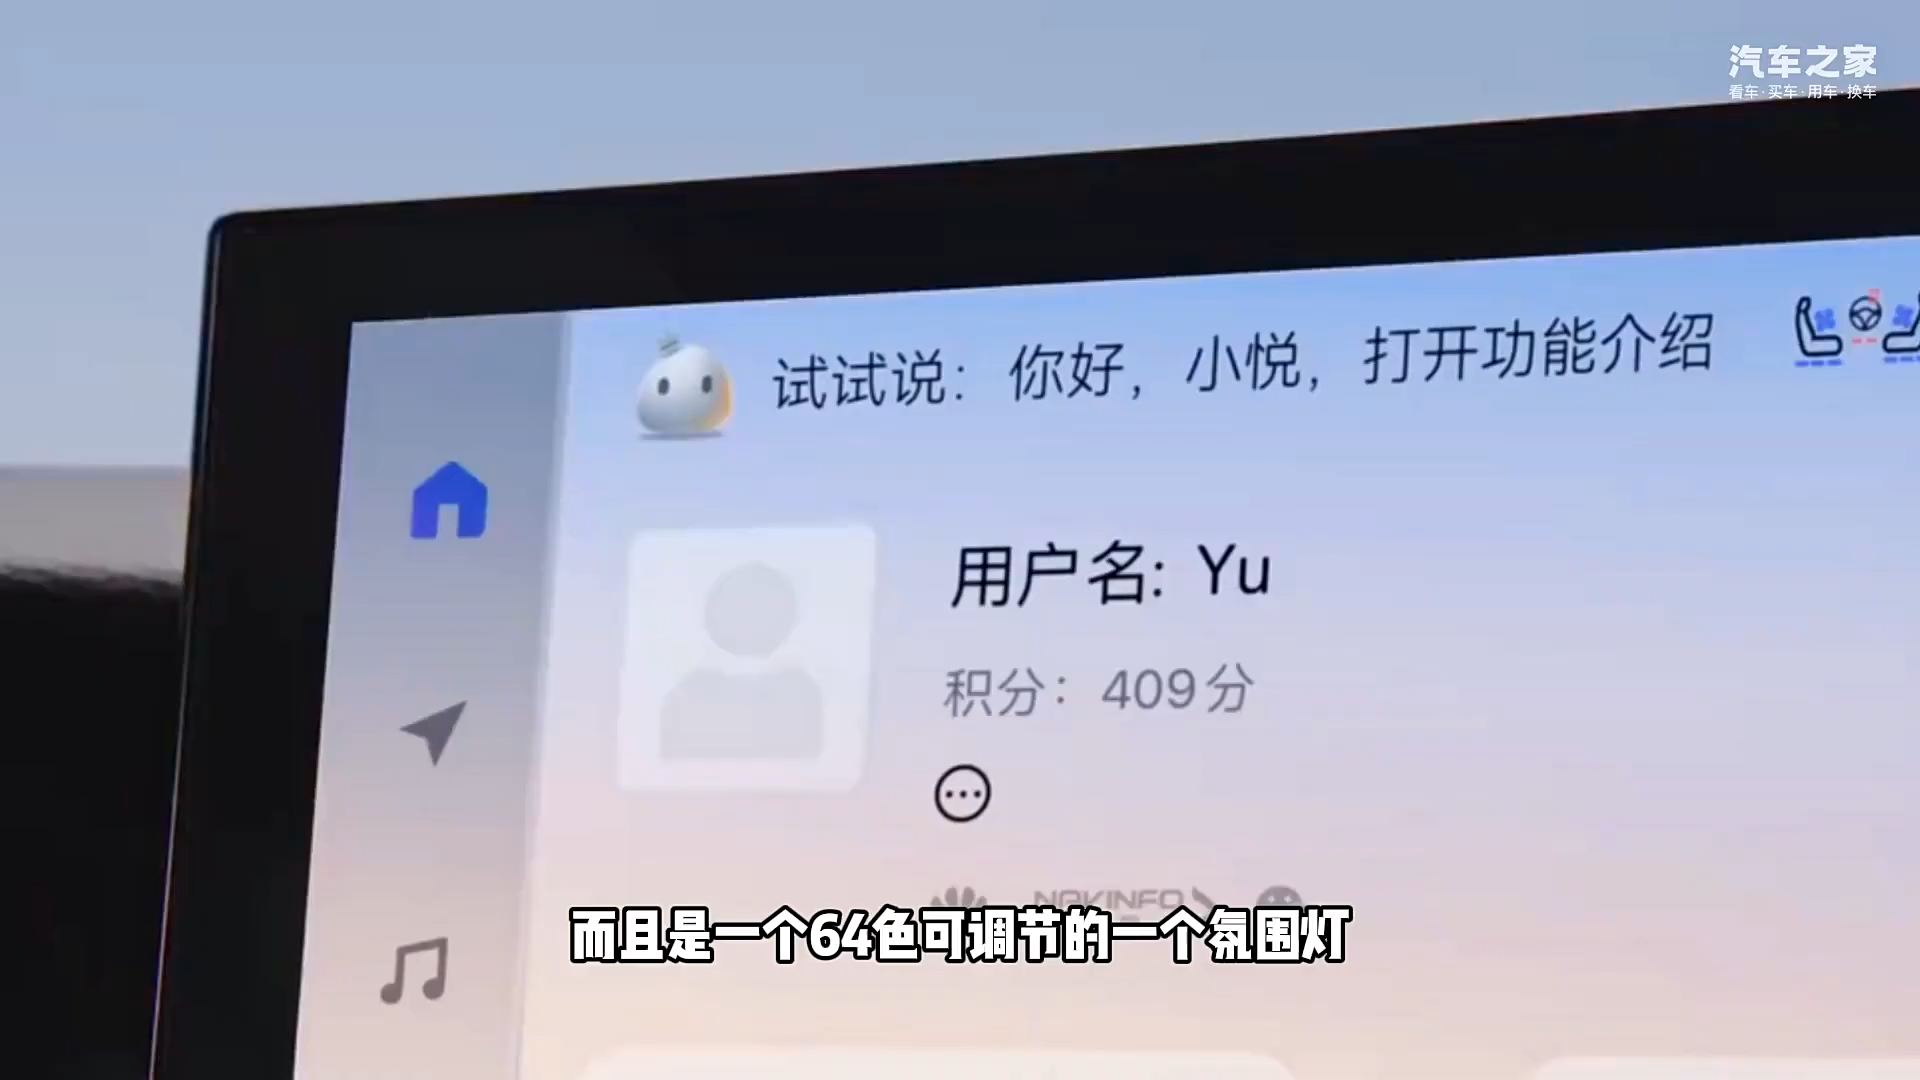 汽车之家
看车·买车·用车·换车
试试说：你好，小悦，打开功能介绍
用户名: Yu
积分：409分
而且是一个64色可调节的一个氛围灯